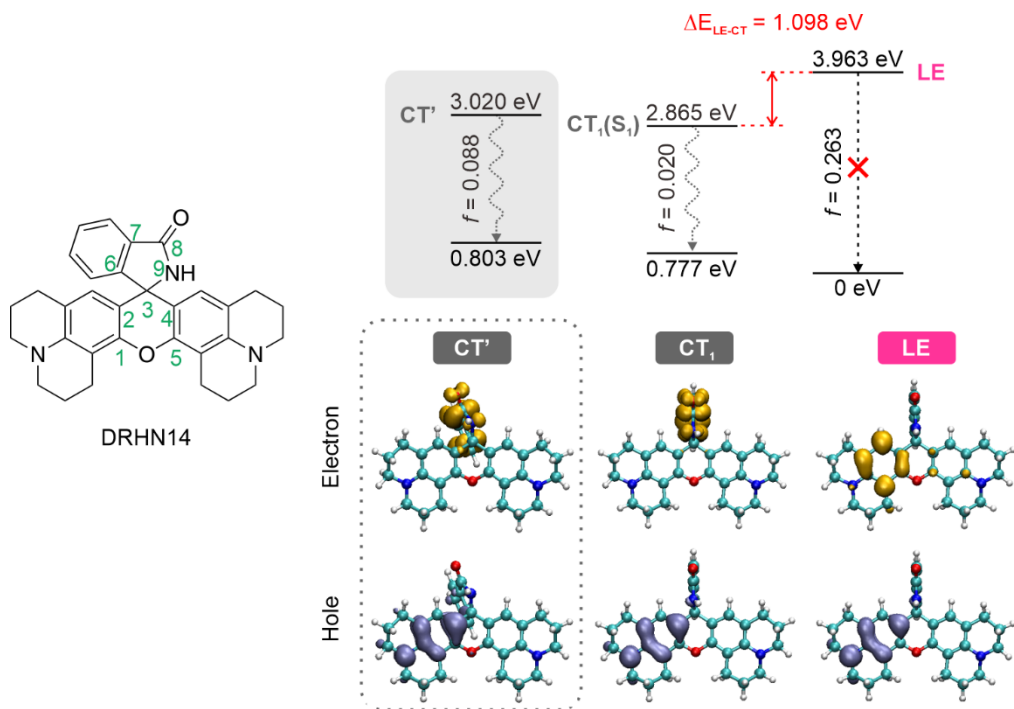 ΔE LE-CT = 1.098 eV
3.963 eV
LE
CT'
3.020 eV
CT₁(S₁)
2.865 eV
f = 0.088
f = 0.020
f = 0.263
0.803 eV
0.777 eV
0 eV
O
7
8
6
9
NH
3
2
4
1
O
5
N
N
DRHN14
CT'
CT₁
LE
Electron
Hole